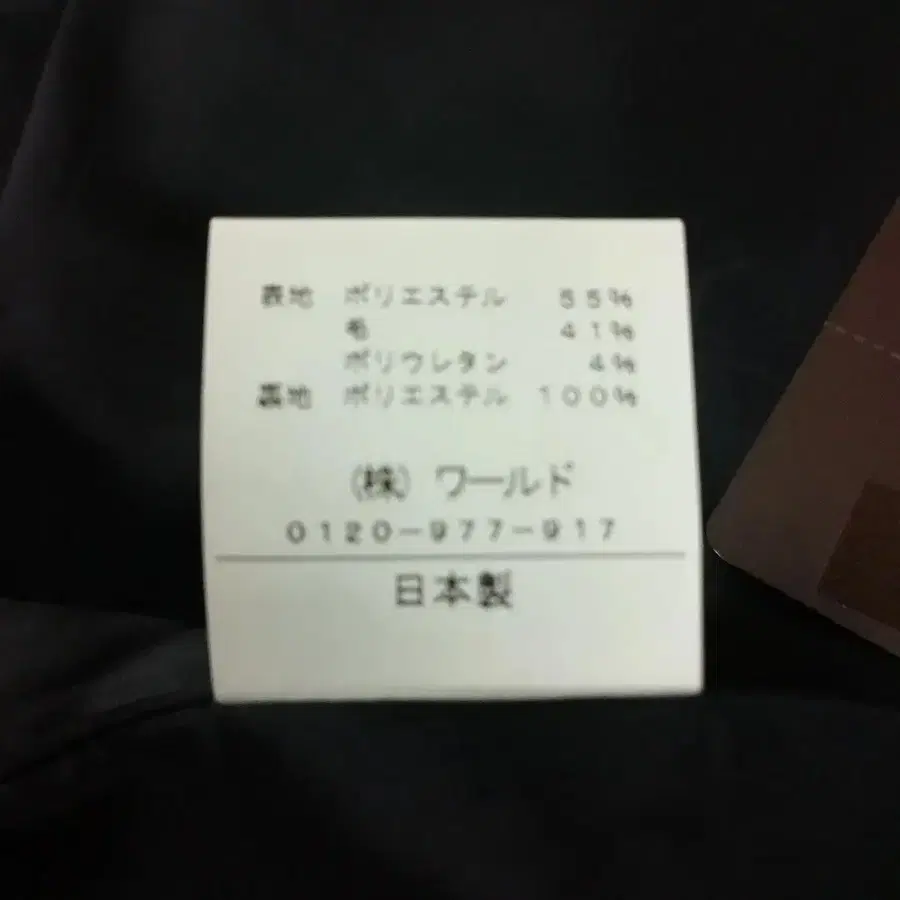 表地 ポリエステル 55%
毛 41%
ポリウレタン 4%
裏地 ポリエステル 100%
(株) ワールド
0120-977-917
日本製